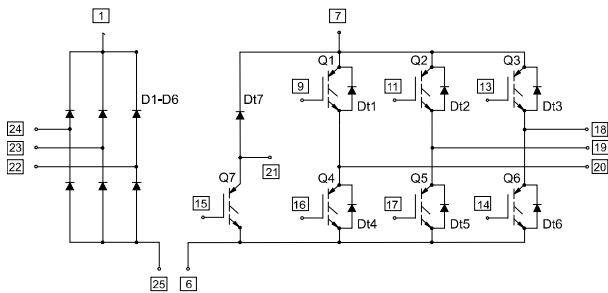 1 7
Q1 Q2 Q3
D1-D6 Dt7 9 11 13
Dt1 Dt2 Dt3
24 18
23 19
22 21 20
Q7 Q4 Q5 Q6
15 16 17 14
Dt4 Dt5 Dt6
25 6